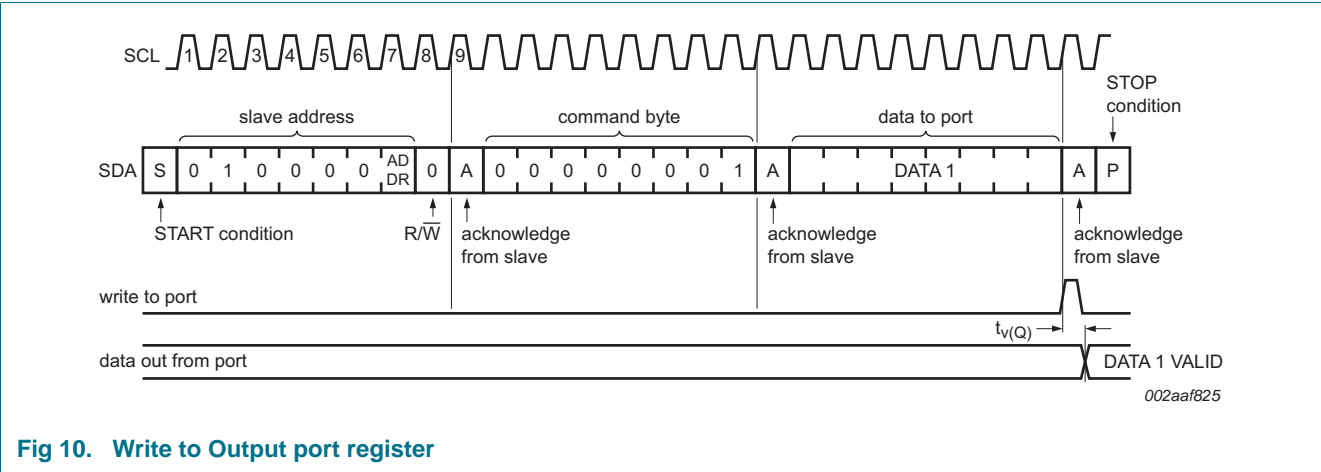 SCL 1 2 3 4 5 6 7 8 9
STOP
condition
slave address command byte data to port
SDA S 0 1 0 0 0 0 AD DR 0 A 0 0 0 0 0 0 0 1 A DATA 1 A P
START condition R/W̅ acknowledge from slave acknowledge from slave acknowledge from slave
write to port
tv(Q)
data out from port DATA 1 VALID
002aaf825
Fig 10. Write to Output port register